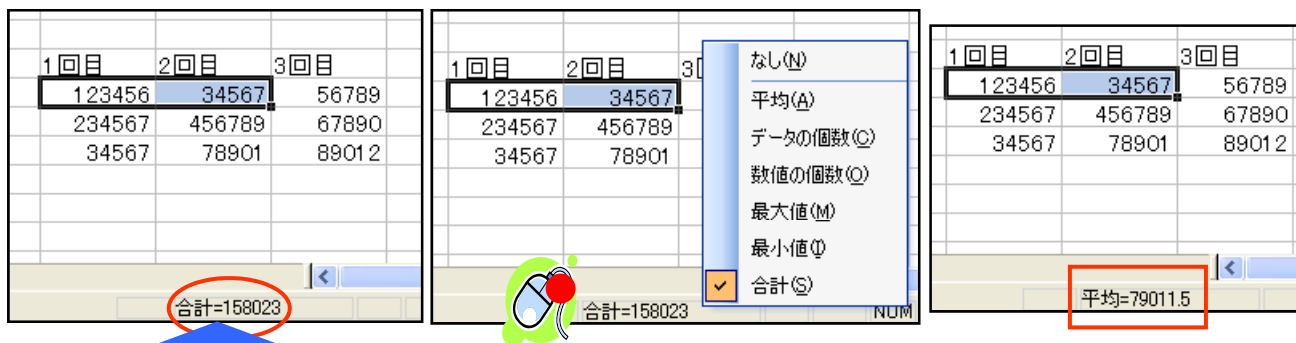 1回目 2回目 3回目
123456 34567 56789
234567 456789 67890
34567 78901 89012
合計=158023
1回目 2回目 3
123456 34567
234567 456789
34567 78901
なし(N)
平均(A)
データの個数(C)
数値の個数(O)
最大値(M)
最小値(I)
合計(S)
合計=158023 NUM
1回目 2回目 3回目
123456 34567 56789
234567 456789 67890
34567 78901 89012
平均=79011.5